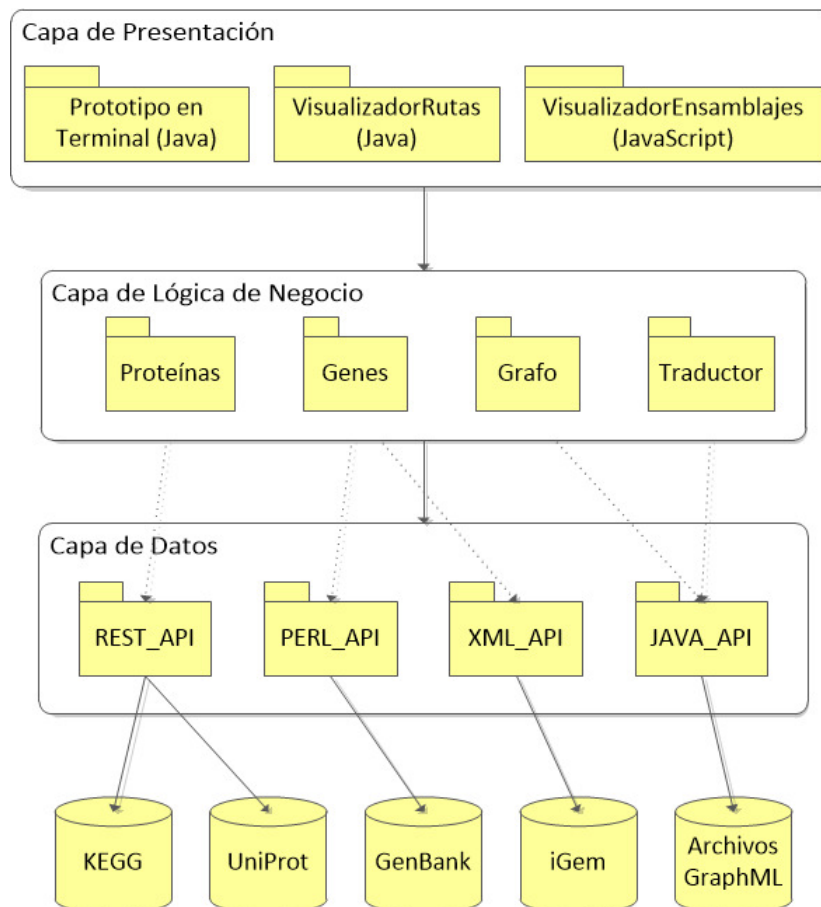 Capa de Presentación
Prototipo en
Terminal (Java)
VisualizadorRutas
(Java)
VisualizadorEnsamblajes
(JavaScript)
Capa de Lógica de Negocio
Proteínas
Genes
Grafo
Traductor
Capa de Datos
REST_API
PERL_API
XML_API
JAVA_API
KEGG
UniProt
GenBank
iGem
Archivos
GraphML